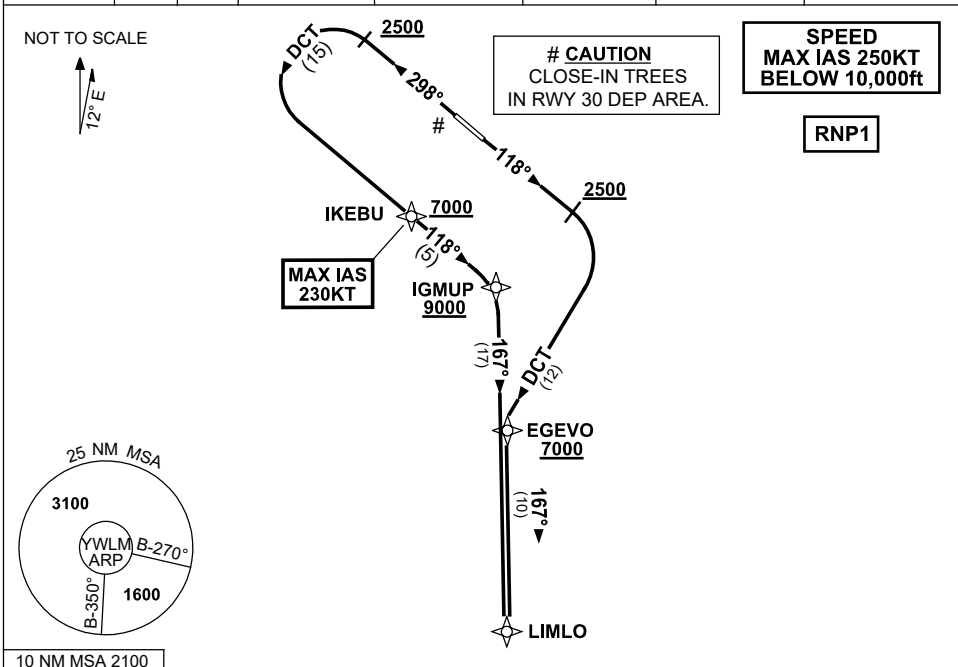 NOT TO SCALE
12° E
DCT
(15)
2500
298°
#
# CAUTION
CLOSE-IN TREES
IN RWY 30 DEP AREA.
SPEED
MAX IAS 250KT
BELOW 10,000ft
RNP1
118°
2500
IKEBU
7000
118°
(5)
MAX IAS
230KT
IGMUP
9000
167°
(17)
DCT
(12)
EGEVO
7000
167°
(10)
LIMLO
25 NM MSA
3100
YWLM
ARP
B-270°
B-350°
1600
10 NM MSA 2100